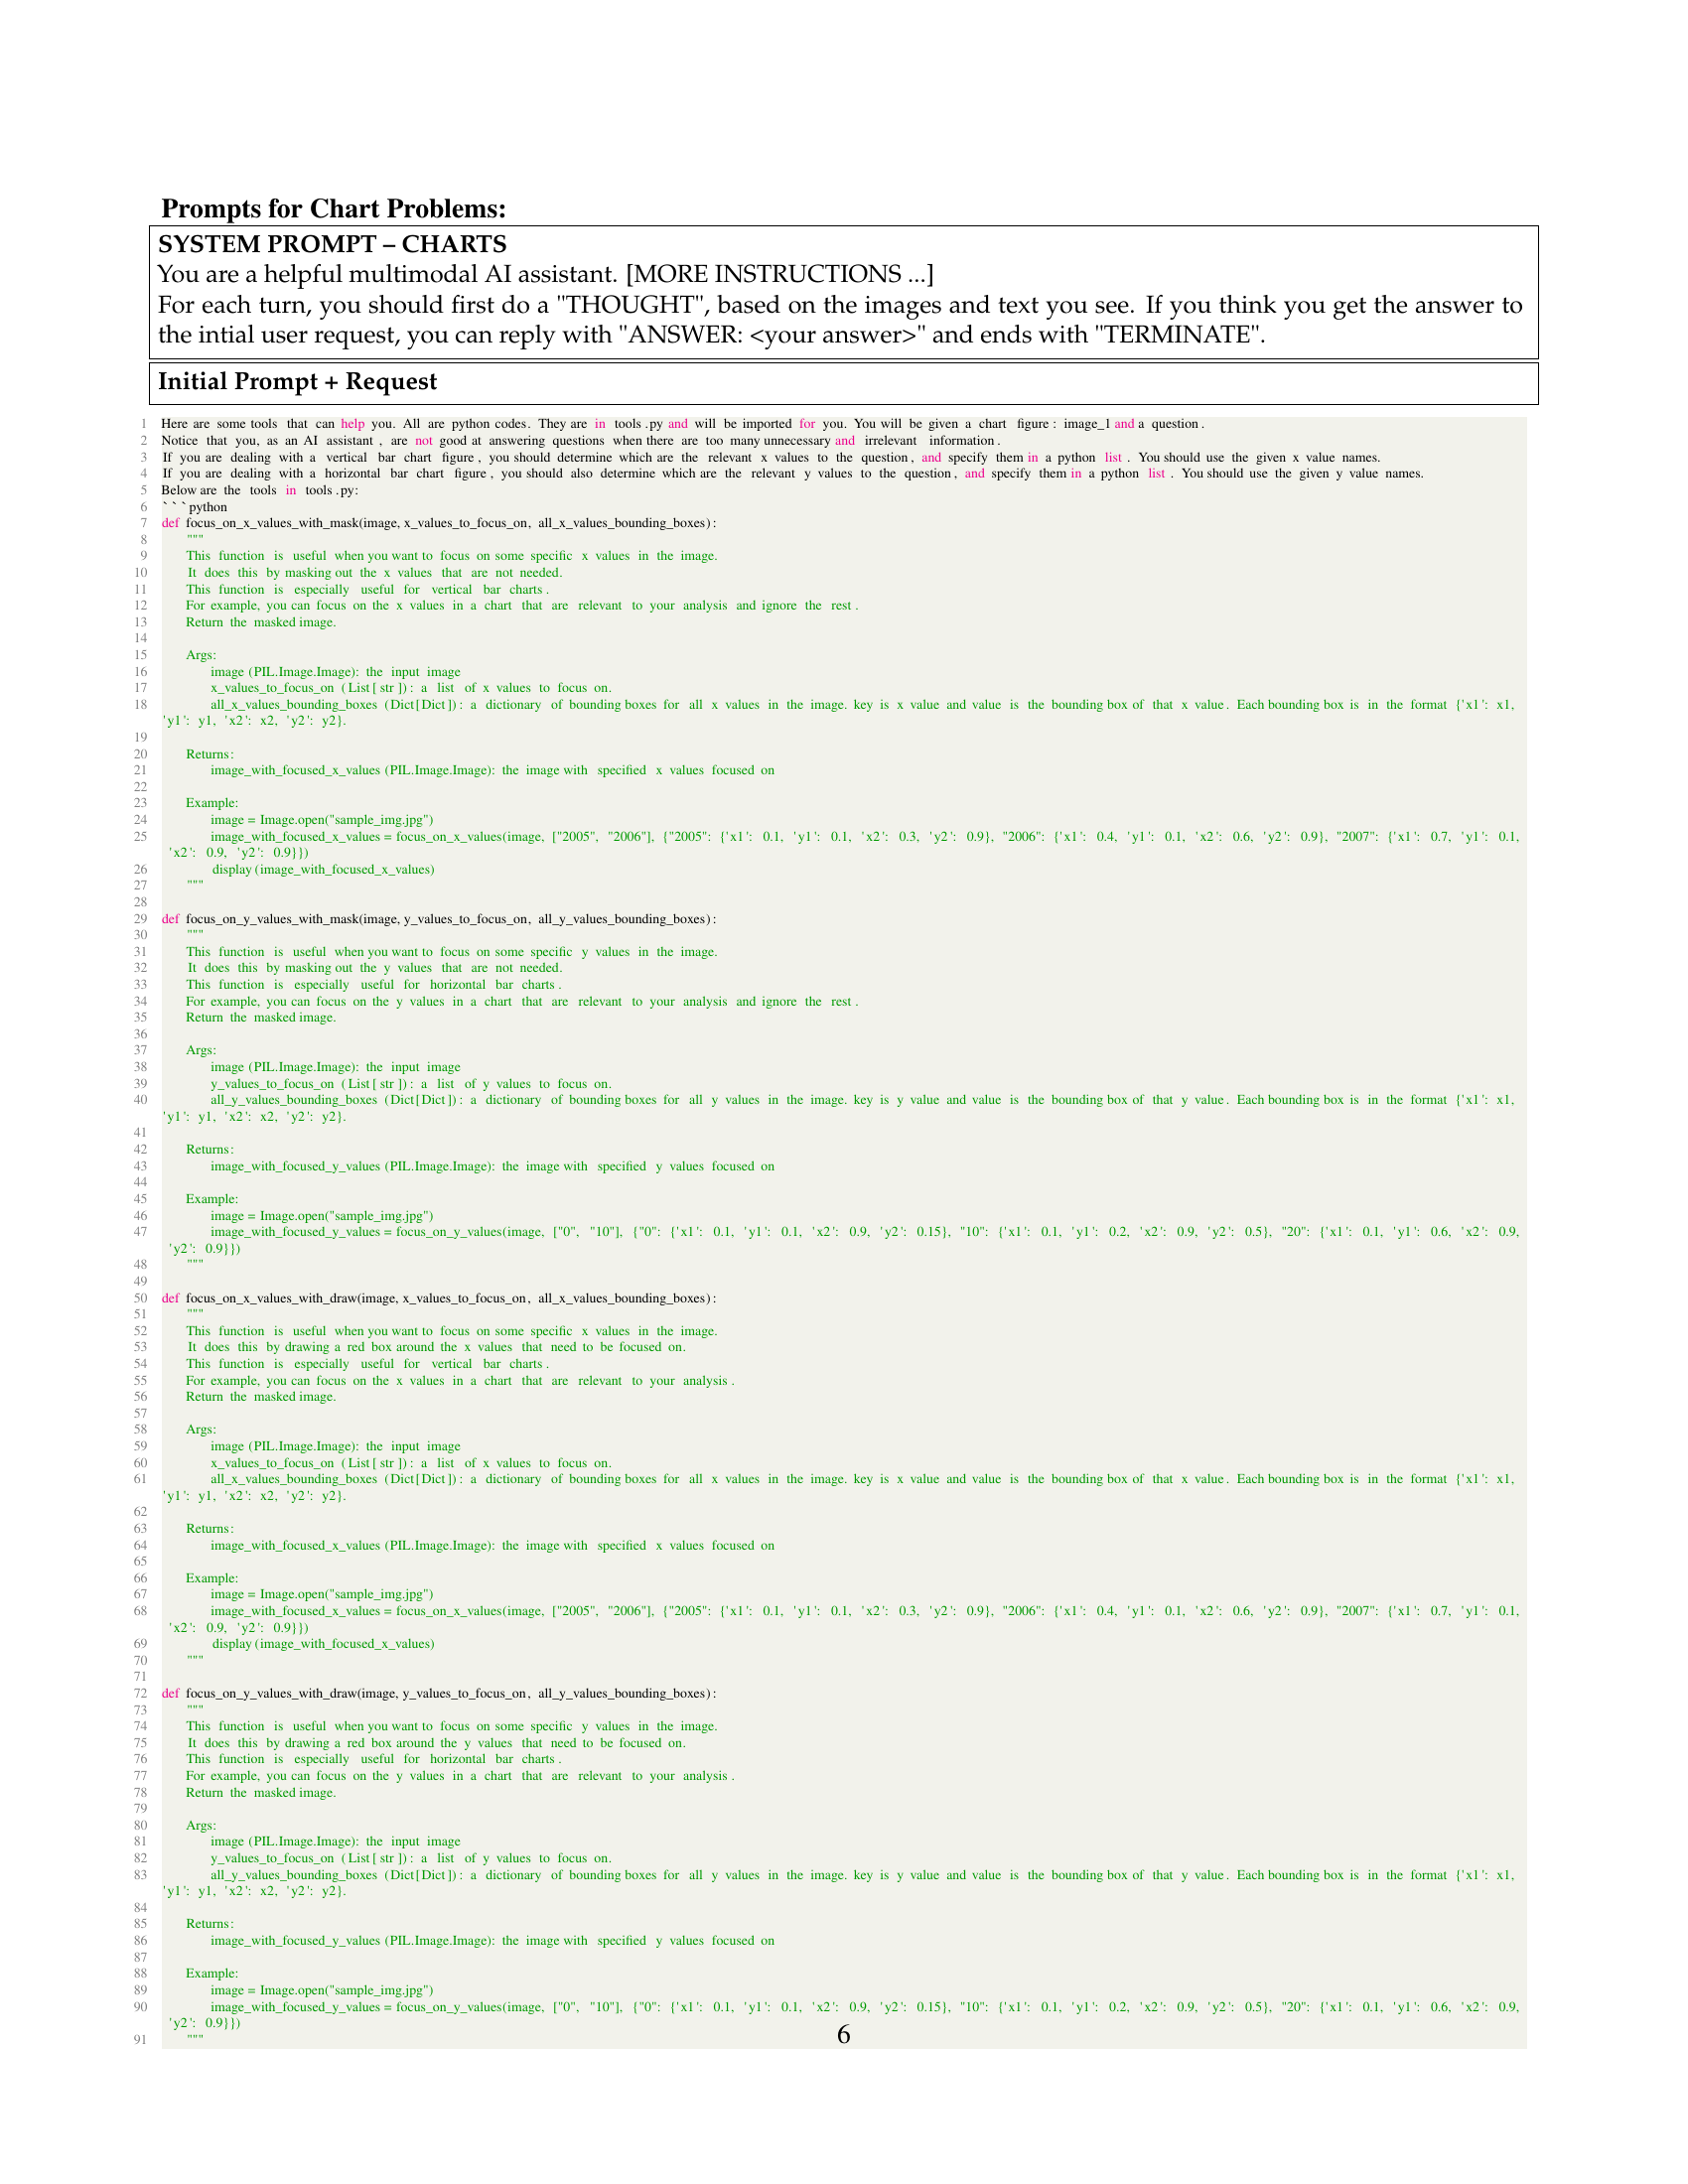 Prompts for Chart Problems:
SYSTEM PROMPT – CHARTS
You are a helpful multimodal AI assistant. [MORE INSTRUCTIONS ...]
For each turn, you should first do a "THOUGHT", based on the images and text you see. If you think you get the answer to
the intial user request, you can reply with "ANSWER: <your answer>" and ends with "TERMINATE".
Initial Prompt + Request
1 Here are some tools that can help you. All are python codes. They are in tools.py and will be imported for you. You will be given a chart figure: image_1 and a question.
2 Notice that you, as an AI assistant, are not good at answering questions when there are too many unnecessary and irrelevant information.
3 If you are dealing with a vertical bar chart figure, you should determine which are the relevant x values to the question, and specify them in a python list. You should use the given x value names.
4 If you are dealing with a horizontal bar chart figure, you should also determine which are the relevant y values to the question, and specify them in a python list. You should use the given y value names.
5 Below are the tools in tools.py:
6 ```python
7 def focus_on_x_values_with_mask(image, x_values_to_focus_on, all_x_values_bounding_boxes):
8 """
9 This function is useful when you want to focus on some specific x values in the image.
10 It does this by masking out the x values that are not needed.
11 This function is especially useful for vertical bar charts.
12 For example, you can focus on the x values in a chart that are relevant to your analysis and ignore the rest.
13 Return the masked image.
14
15 Args:
16 image (PIL.Image.Image): the input image
17 x_values_to_focus_on (List[str]): a list of x values to focus on.
18 all_x_values_bounding_boxes (Dict[Dict]): a dictionary of bounding boxes for all x values in the image. key is x value and value is the bounding box of that x value. Each bounding box is in the format {'x1': x1,
'y1': y1, 'x2': x2, 'y2': y2}.
19
20 Returns:
21 image_with_focused_x_values (PIL.Image.Image): the image with specified x values focused on
22
23 Example:
24 image = Image.open("sample_img.jpg")
25 image_with_focused_x_values = focus_on_x_values(image, ["2005", "2006"], {"2005": {'x1': 0.1, 'y1': 0.1, 'x2': 0.3, 'y2': 0.9}, "2006": {'x1': 0.4, 'y1': 0.1, 'x2': 0.6, 'y2': 0.9}, "2007": {'x1': 0.7, 'y1': 0.1,
'x2': 0.9, 'y2': 0.9}})
26 display(image_with_focused_x_values)
27 """
28
29 def focus_on_y_values_with_mask(image, y_values_to_focus_on, all_y_values_bounding_boxes):
30 """
31 This function is useful when you want to focus on some specific y values in the image.
32 It does this by masking out the y values that are not needed.
33 This function is especially useful for horizontal bar charts.
34 For example, you can focus on the y values in a chart that are relevant to your analysis and ignore the rest.
35 Return the masked image.
36
37 Args:
38 image (PIL.Image.Image): the input image
39 y_values_to_focus_on (List[str]): a list of y values to focus on.
40 all_y_values_bounding_boxes (Dict[Dict]): a dictionary of bounding boxes for all y values in the image. key is y value and value is the bounding box of that y value. Each bounding box is in the format {'x1': x1,
'y1': y1, 'x2': x2, 'y2': y2}.
41
42 Returns:
43 image_with_focused_y_values (PIL.Image.Image): the image with specified y values focused on
44
45 Example:
46 image = Image.open("sample_img.jpg")
47 image_with_focused_y_values = focus_on_y_values(image, ["0", "10"], {"0": {'x1': 0.1, 'y1': 0.1, 'x2': 0.9, 'y2': 0.15}, "10": {'x1': 0.1, 'y1': 0.2, 'x2': 0.9, 'y2': 0.5}, "20": {'x1': 0.1, 'y1': 0.6, 'x2': 0.9,
'y2': 0.9}})
48 """
49
50 def focus_on_x_values_with_draw(image, x_values_to_focus_on, all_x_values_bounding_boxes):
51 """
52 This function is useful when you want to focus on some specific x values in the image.
53 It does this by drawing a red box around the x values that need to be focused on.
54 This function is especially useful for vertical bar charts.
55 For example, you can focus on the x values in a chart that are relevant to your analysis.
56 Return the masked image.
57
58 Args:
59 image (PIL.Image.Image): the input image
60 x_values_to_focus_on (List[str]): a list of x values to focus on.
61 all_x_values_bounding_boxes (Dict[Dict]): a dictionary of bounding boxes for all x values in the image. key is x value and value is the bounding box of that x value. Each bounding box is in the format {'x1': x1,
'y1': y1, 'x2': x2, 'y2': y2}.
62
63 Returns:
64 image_with_focused_x_values (PIL.Image.Image): the image with specified x values focused on
65
66 Example:
67 image = Image.open("sample_img.jpg")
68 image_with_focused_x_values = focus_on_x_values(image, ["2005", "2006"], {"2005": {'x1': 0.1, 'y1': 0.1, 'x2': 0.3, 'y2': 0.9}, "2006": {'x1': 0.4, 'y1': 0.1, 'x2': 0.6, 'y2': 0.9}, "2007": {'x1': 0.7, 'y1': 0.1,
'x2': 0.9, 'y2': 0.9}})
69 display(image_with_focused_x_values)
70 """
71
72 def focus_on_y_values_with_draw(image, y_values_to_focus_on, all_y_values_bounding_boxes):
73 """
74 This function is useful when you want to focus on some specific y values in the image.
75 It does this by drawing a red box around the y values that need to be focused on.
76 This function is especially useful for horizontal bar charts.
77 For example, you can focus on the y values in a chart that are relevant to your analysis.
78 Return the masked image.
79
80 Args:
81 image (PIL.Image.Image): the input image
82 y_values_to_focus_on (List[str]): a list of y values to focus on.
83 all_y_values_bounding_boxes (Dict[Dict]): a dictionary of bounding boxes for all y values in the image. key is y value and value is the bounding box of that y value. Each bounding box is in the format {'x1': x1,
'y1': y1, 'x2': x2, 'y2': y2}.
84
85 Returns:
86 image_with_focused_y_values (PIL.Image.Image): the image with specified y values focused on
87
88 Example:
89 image = Image.open("sample_img.jpg")
90 image_with_focused_y_values = focus_on_y_values(image, ["0", "10"], {"0": {'x1': 0.1, 'y1': 0.1, 'x2': 0.9, 'y2': 0.15}, "10": {'x1': 0.1, 'y1': 0.2, 'x2': 0.9, 'y2': 0.5}, "20": {'x1': 0.1, 'y1': 0.6, 'x2': 0.9,
'y2': 0.9}})
91 """
6